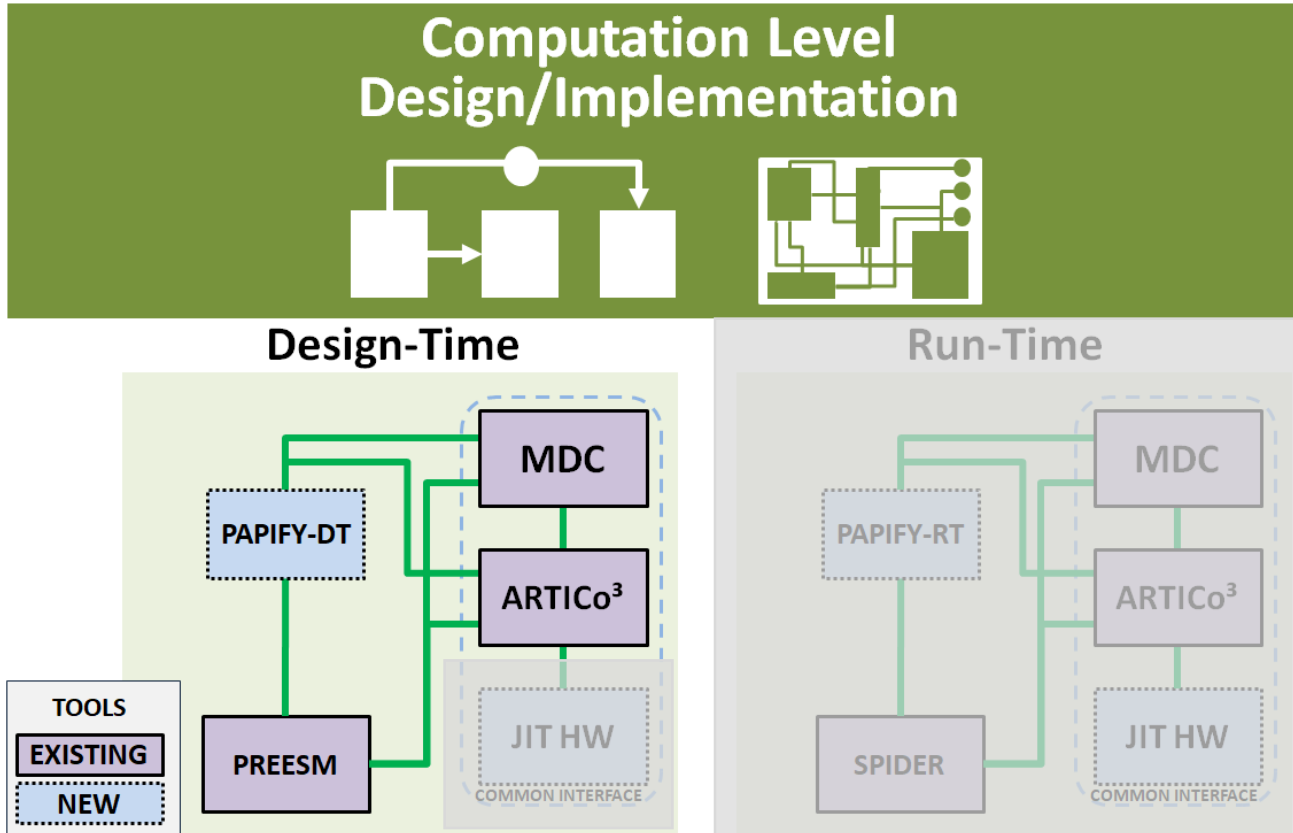 Computation Level
Design/Implementation
Design-Time
MDC
PAPIFY-DT
ARTICo³
JIT HW
PREESM
COMMON INTERFACE
TOOLS
EXISTING
NEW
Run-Time
MDC
PAPIFY-RT
ARTICo³
JIT HW
SPIDER
COMMON INTERFACE